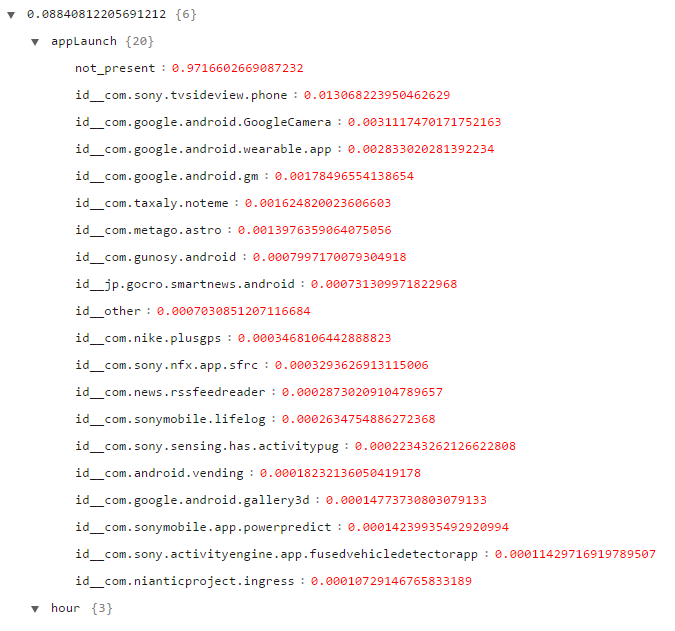 ▼ 0.08840812205691212 {6}
▼ appLaunch {20}
not_present : 0.9716602669087232
id__com.sony.tvsideview.phone : 0.013068223950462629
id__com.google.android.GoogleCamera : 0.0031117470171752163
id__com.google.android.wearable.app : 0.002833020281392234
id__com.google.android.gm : 0.00178496554138654
id__com.taxaly.noteme : 0.001624820023606603
id__com.metago.astro : 0.0013976359064075056
id__com.gunosy.android : 0.0007997170079304918
id__jp.gocro.smartnews.android : 0.000731309971822968
id__other : 0.0007030851207116684
id__com.nike.plusgps : 0.0003468106442888823
id__com.sony.nfx.app.sfrc : 0.0003293626913115006
id__com.news.rssfeedreader : 0.00028730209104789657
id__com.sonymobile.lifelog : 0.0002634754886272368
id__com.sony.sensing.has.activitypug : 0.00022343262126622808
id__com.android.vending : 0.00018232136050419178
id__com.google.android.gallery3d : 0.00014773730803079133
id__com.sonymobile.app.powerpredict : 0.00014239935492920994
id__com.sony.activityengine.app.fusedvehicledetectorapp : 0.00011429716919789507
id__com.nianticproject.ingress : 0.00010729146765833189
▼ hour {3}